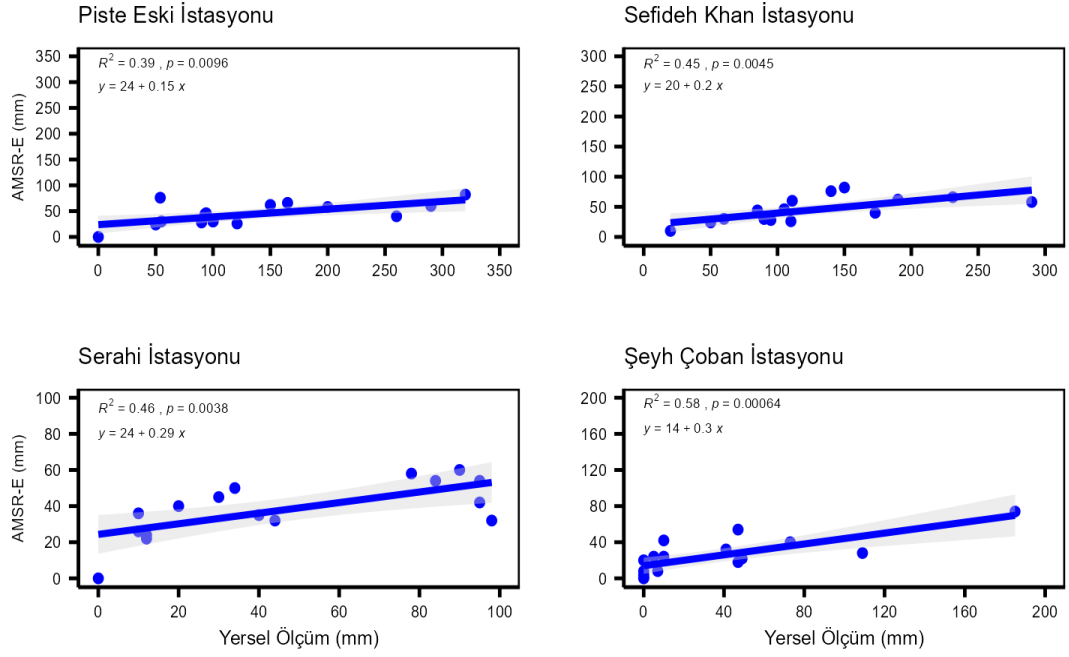 Piste Eski İstasyonu
R² = 0.39 , p = 0.0096
y = 24 + 0.15 x
AMSR-E (mm)
350
300
250
200
150
100
50
0
0 50 100 150 200 250 300 350
Sefideh Khan İstasyonu
R² = 0.45 , p = 0.0045
y = 20 + 0.2 x
300
250
200
150
100
50
0
0 50 100 150 200 250 300
Serahi İstasyonu
R² = 0.46 , p = 0.0038
y = 24 + 0.29 x
AMSR-E (mm)
100
80
60
40
20
0
0 20 40 60 80 100
Yersel Ölçüm (mm)
Şeyh Çoban İstasyonu
R² = 0.58 , p = 0.00064
y = 14 + 0.3 x
200
160
120
80
40
0
0 40 80 120 160 200
Yersel Ölçüm (mm)